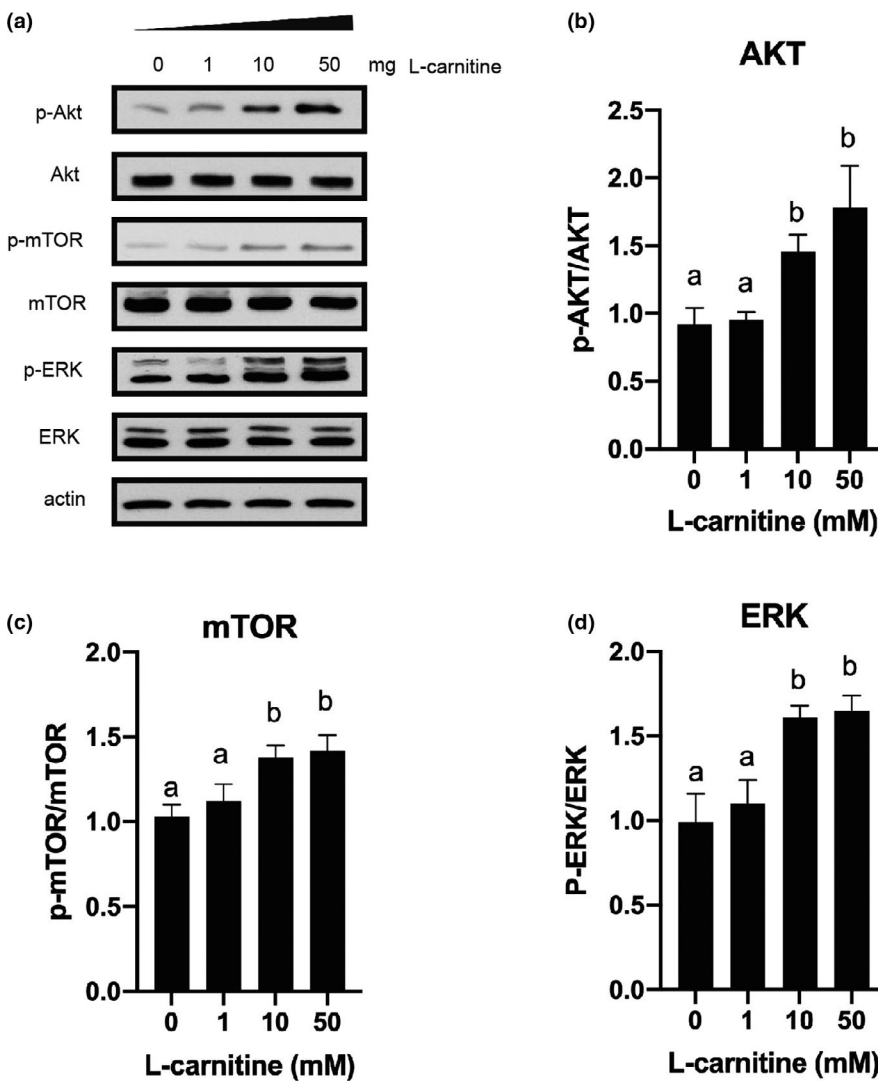 (a)
0 1 10 50 mg L-carnitine
p-Akt
Akt
p-mTOR
mTOR
p-ERK
ERK
actin
(b)
AKT
p-AKT/AKT
2.5
2.0
1.5
1.0
0.5
0.0
a a b b
0 1 10 50
L-carnitine (mM)
(c)
mTOR
p-mTOR/mTOR
2.0
1.5
1.0
0.5
0.0
a a b b
0 1 10 50
L-carnitine (mM)
(d)
ERK
P-ERK/ERK
2.0
1.5
1.0
0.5
0.0
a a b b
0 1 10 50
L-carnitine (mM)